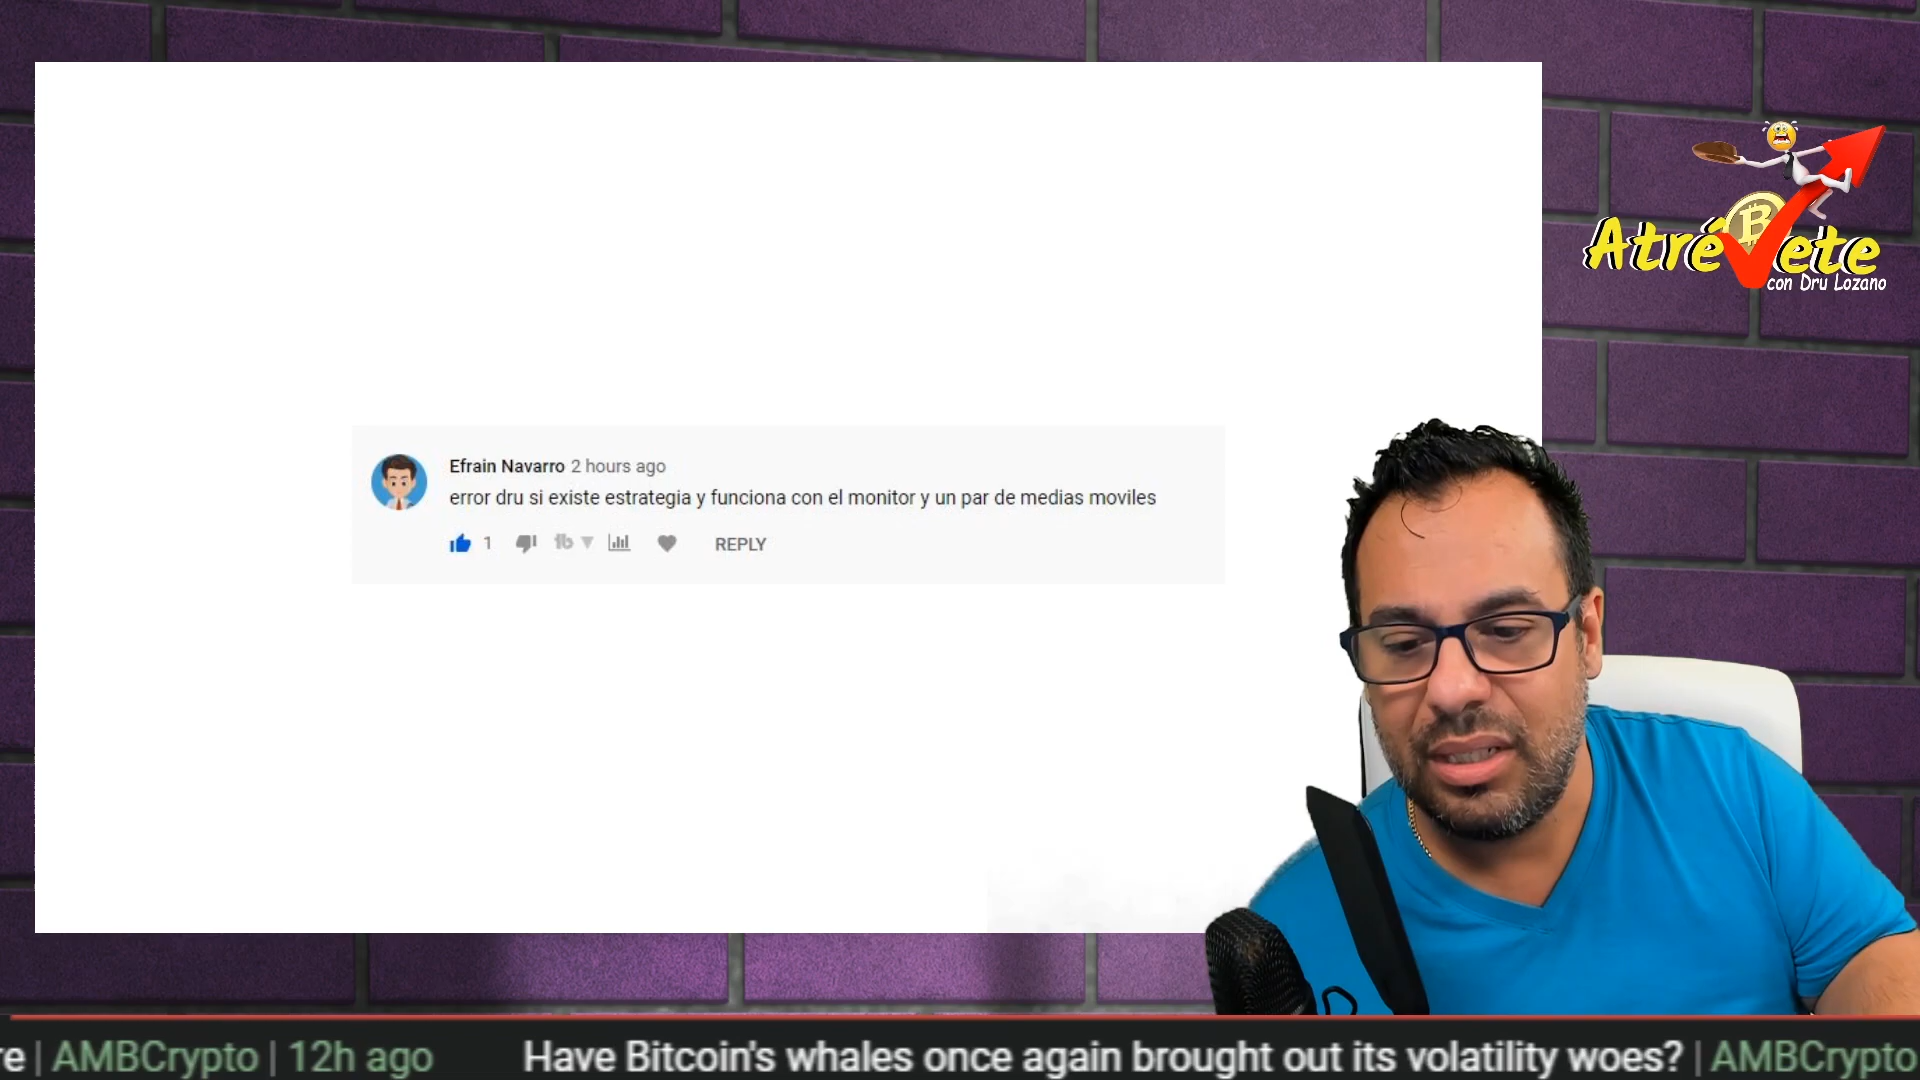 Atrévete
con Dru Lozano
Efrain Navarro 2 hours ago
error dru si existe estrategia y funciona con el monitor y un par de medias moviles
1 tb REPLY
re | AMBCrypto | 12h ago Have Bitcoin's whales once again brought out its volatility woes? | AMBCrypto